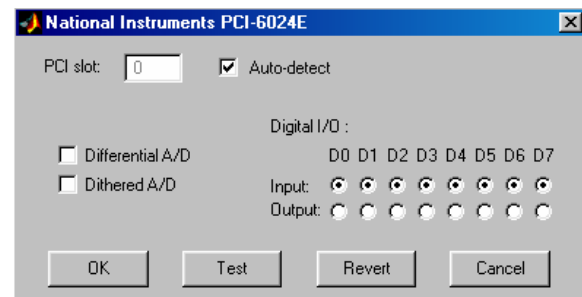 National Instruments PCI-6024E
PCI slot: 0 Auto-detect
Digital I/O :
Differential A/D D0 D1 D2 D3 D4 D5 D6 D7
Dithered A/D Input:
Output:
OK Test Revert Cancel